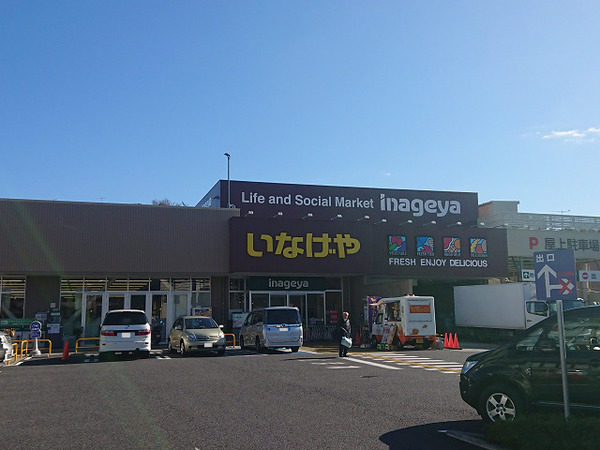 Life and Social Market inageya
いなげや
FRESH ENJOY DELICIOUS
inageya
P 屋上駐車場
出口